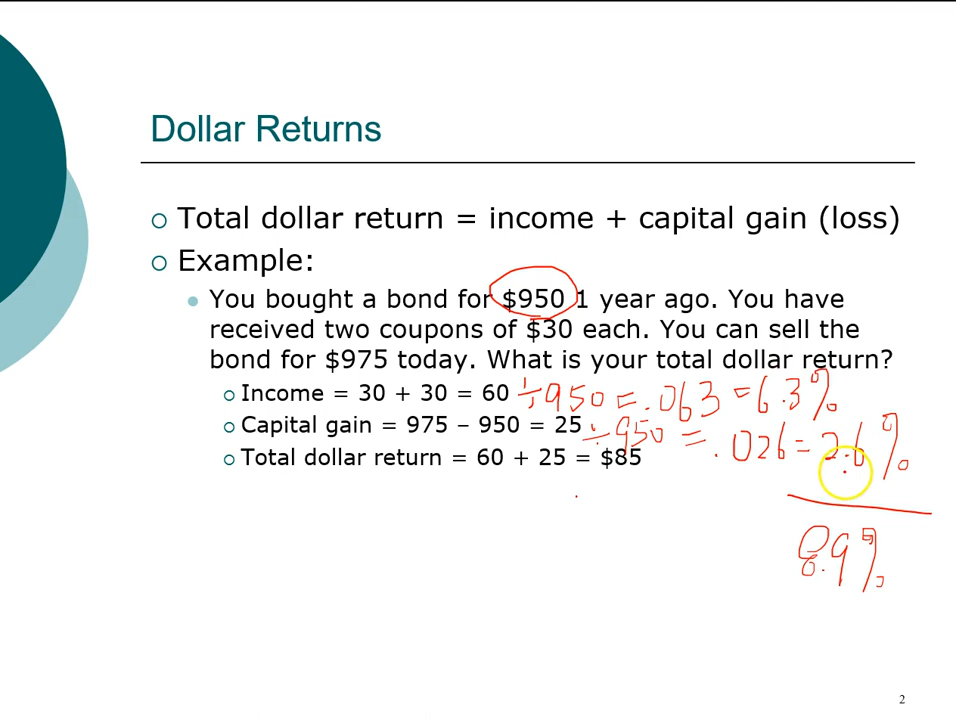 Dollar Returns
Total dollar return = income + capital gain (loss)
Example:
You bought a bond for $950 1 year ago. You have
received two coupons of $30 each. You can sell the
bond for $975 today. What is your total dollar return?
Income = 30 + 30 = 60 ÷950 = .063 = 6.3%
Capital gain = 975 – 950 = 25 ÷950 = .026 = 2.6%
Total dollar return = 60 + 25 = $85
8.9%
2